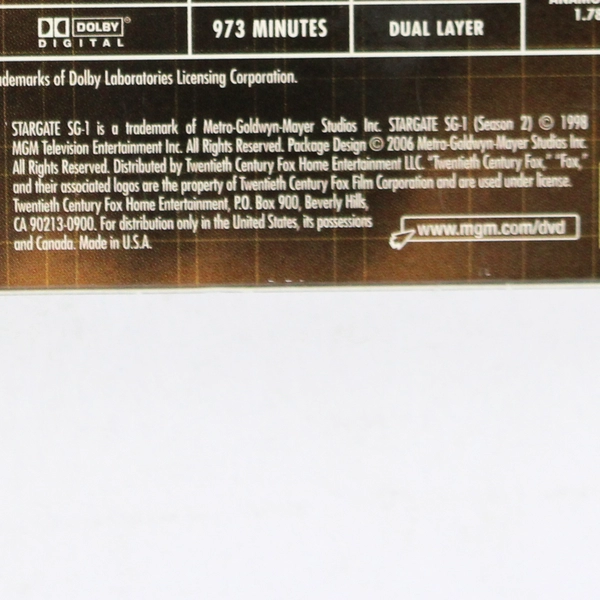 DOLBY DIGITAL 973 MINUTES DUAL LAYER 1.78
demarks of Dolby Laboratories Licensing Corporation.
STARGATE SG-1 is a trademark of Metro-Goldwyn-Mayer Studios Inc. STARGATE SG-1 (Season 2) © 1998
MGM Television Entertainment Inc. All Rights Reserved. Package Design © 2006 Metro-Goldwyn-Mayer Studios Inc.
All Rights Reserved. Distributed by Twentieth Century Fox Home Entertainment LLC. "Twentieth Century Fox," "Fox,"
and their associated logos are the property of Twentieth Century Fox Film Corporation and are used under license.
Twentieth Century Fox Home Entertainment, P.O. Box 900, Beverly Hills,
CA 90213-0900. For distribution only in the United States, its possessions
and Canada. Made in U.S.A.
www.mgm.com/dvd